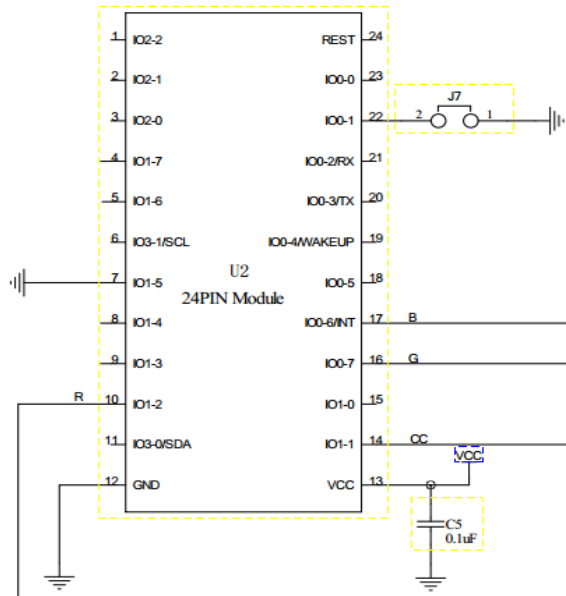 1 IO2-2 REST 24
2 IO2-1 IO0-0 23
J7
3 IO2-0 IO0-1 22 2 1
4 IO1-7 IO0-2/RX 21
5 IO1-6 IO0-3/TX 20
6 IO3-1/SCL IO0-4/WAKEUP 19
U2
7 IO1-5 IO0-5 18
24PIN Module
8 IO1-4 IO0-6/INT 17 B
9 IO1-3 IO0-7 16 G
R 10 IO1-2 IO1-0 15
11 IO3-0/SDA IO1-1 14 CC
VCC
12 GND VCC 13
C5
0.1uF